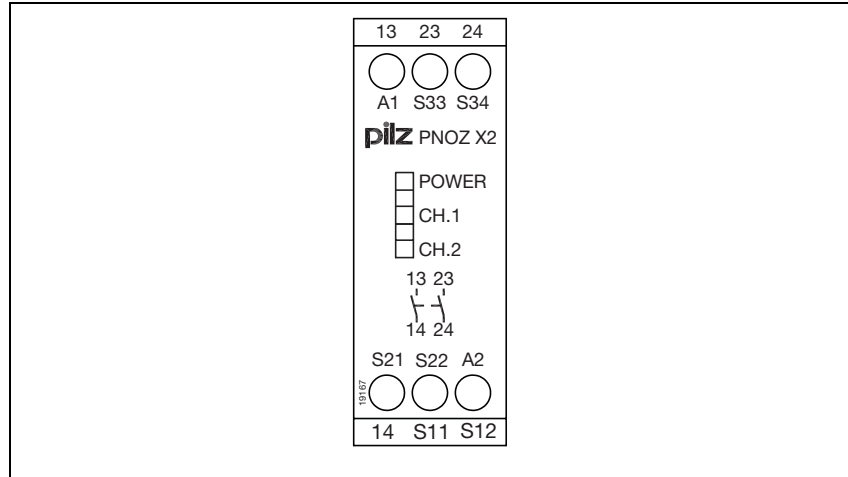 13 23 24
A1 S33 S34
pilz PNOZ X2
POWER
CH.1
CH.2
13 23
14 24
S21 S22 A2
19167
14 S11 S12